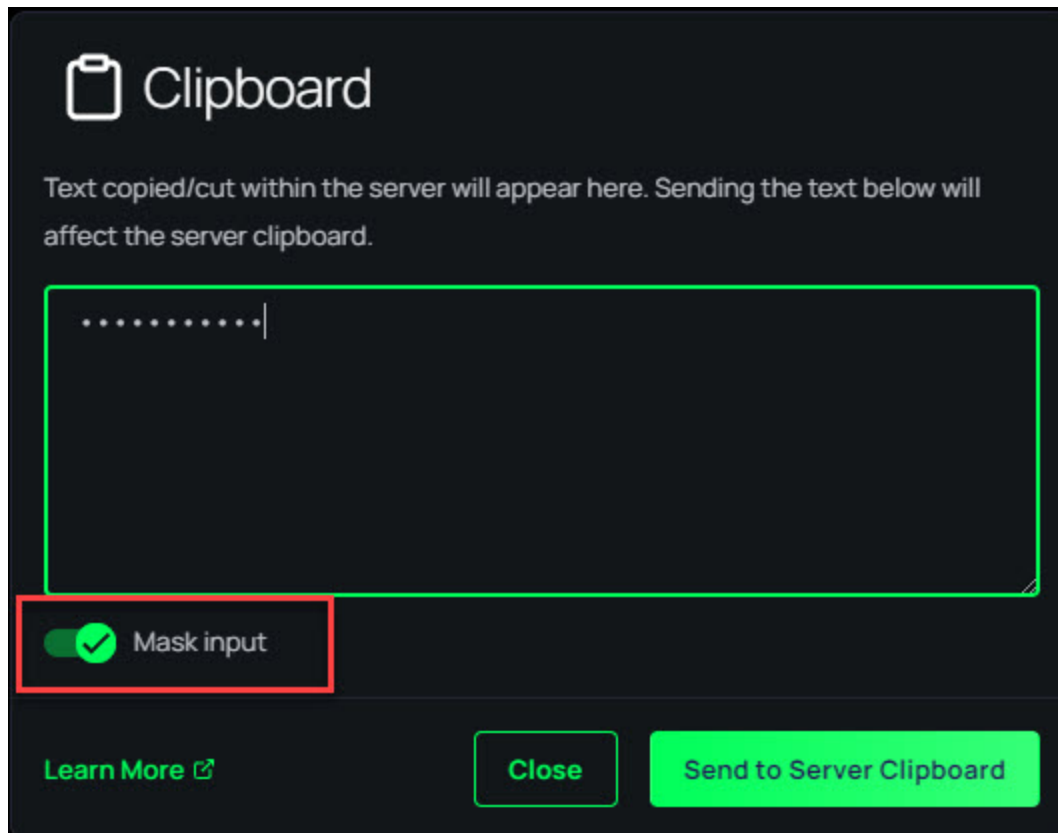 Clipboard
Text copied/cut within the server will appear here. Sending the text below will
affect the server clipboard.
•••••••••••
Mask input
Learn More
Close
Send to Server Clipboard